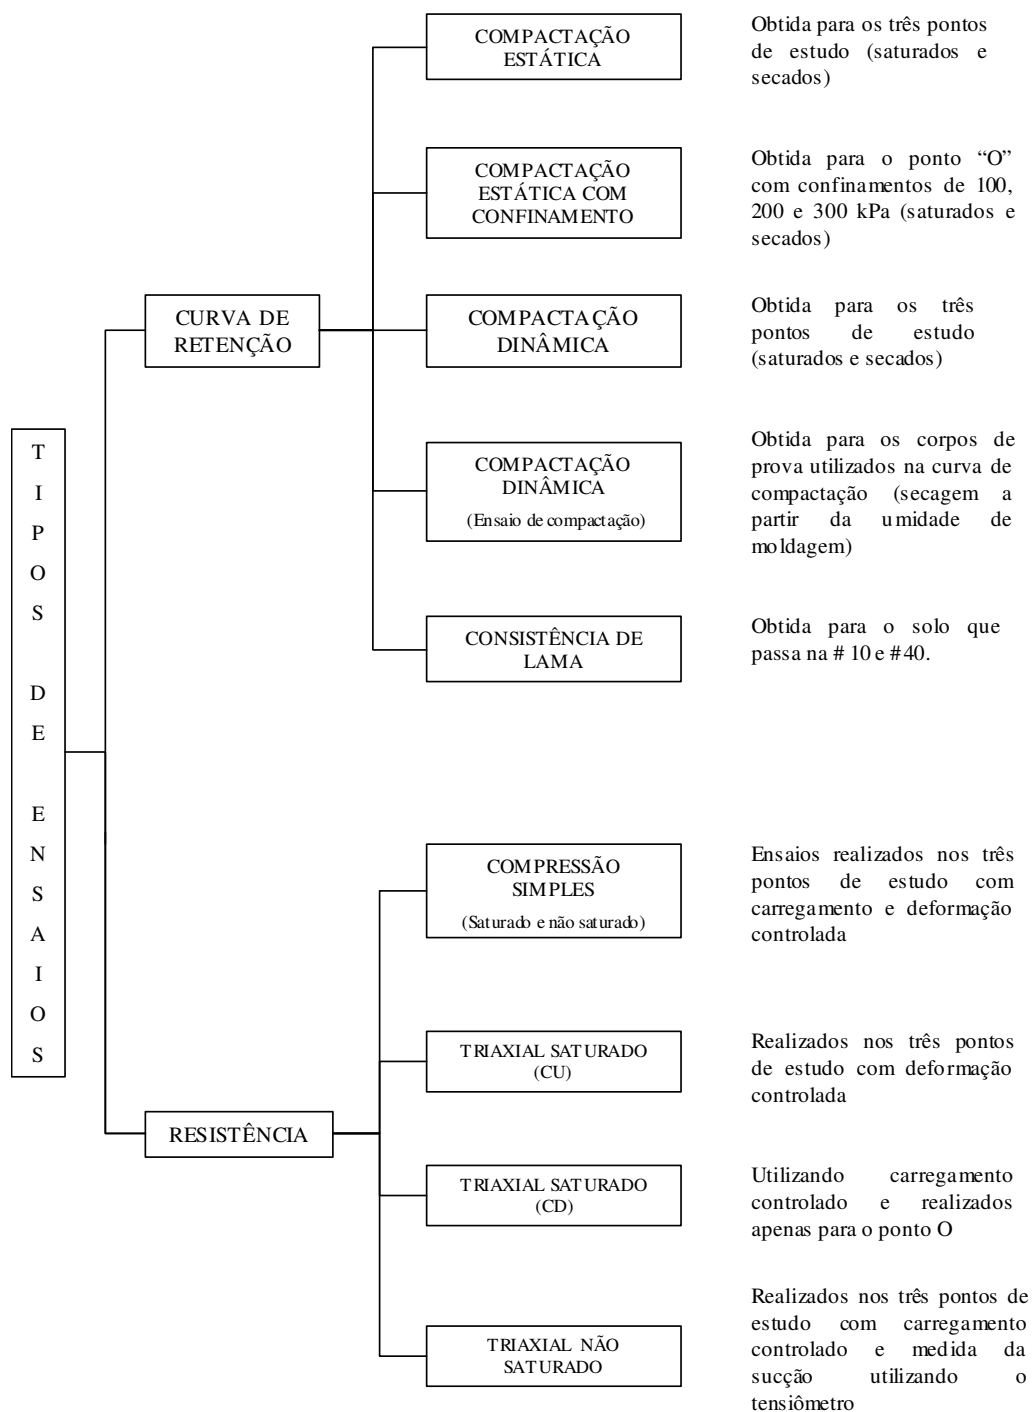 COMPACTAÇÃO
ESTÁTICA
Obtida para os três pontos
de estudo (saturados e
secados)
COMPACTAÇÃO
ESTÁTICA COM
CONFINAMENTO
Obtida para o ponto “O”
com confinamentos de 100,
200 e 300 kPa (saturados e
secados)
CURVA DE
RETENÇÃO
COMPACTAÇÃO
DINÂMICA
Obtida para os três
pontos de estudo
(saturados e secados)
COMPACTAÇÃO
DINÂMICA
(Ensaio de compactação)
Obtida para os corpos de
prova utilizados na curva de
compactação (secagem a
partir da umidade de
moldagem)
CONSISTÊNCIA DE
LAMA
Obtida para o solo que
passa na # 10 e #40.
T
I
P
O
S
D
E
E
N
S
A
I
O
S
COMPRESSÃO
SIMPLES
(Saturado e não saturado)
Ensaios realizados nos três
pontos de estudo com
carregamento e deformação
controlada
TRIAXIAL SATURADO
(CU)
Realizados nos três pontos
de estudo com deformação
controlada
RESISTÊNCIA
TRIAXIAL SATURADO
(CD)
Utilizando carregamento
controlado e realizados
apenas para o ponto O
TRIAXIAL NÃO
SATURADO
Realizados nos três pontos de
estudo com carregamento
controlado e medida da
sucção utilizando o
tensiômetro